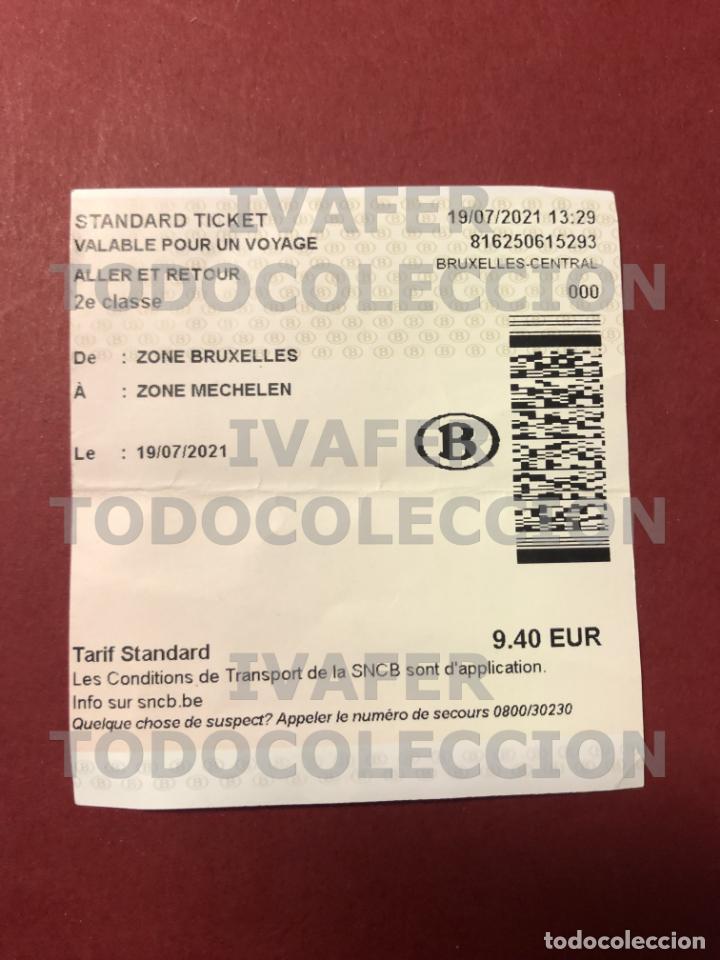 STANDARD TICKET 19/07/2021 13:29
VALABLE POUR UN VOYAGE 816250615293
ALLER ET RETOUR BRUXELLES-CENTRAL
2e classe 000
De : ZONE BRUXELLES
À : ZONE MECHELEN
B
Le : 19/07/2021
9.40 EUR
Tarif Standard
Les Conditions de Transport de la SNCB sont d'application.
Info sur sncb.be
Quelque chose de suspect? Appeler le numéro de secours 0800/30230
IVAFER
TODOCOLECCION
IVAFER
TODOCOLECCION
IVAFER
TODOCOLECCION
todocoleccion